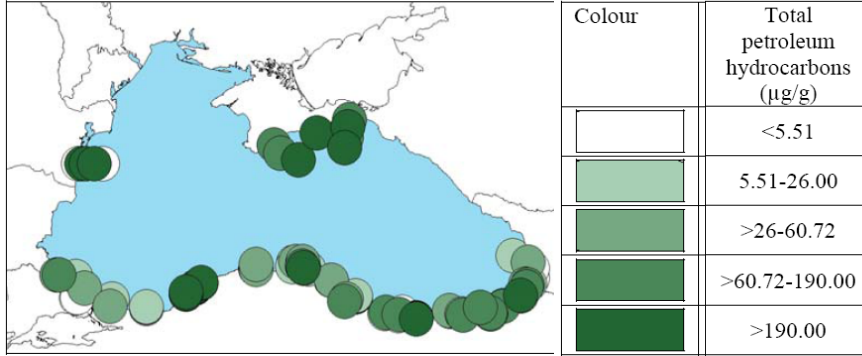 Colour
Total
petroleum
hydrocarbons
(µg/g)
<5.51
5.51-26.00
>26-60.72
>60.72-190.00
>190.00